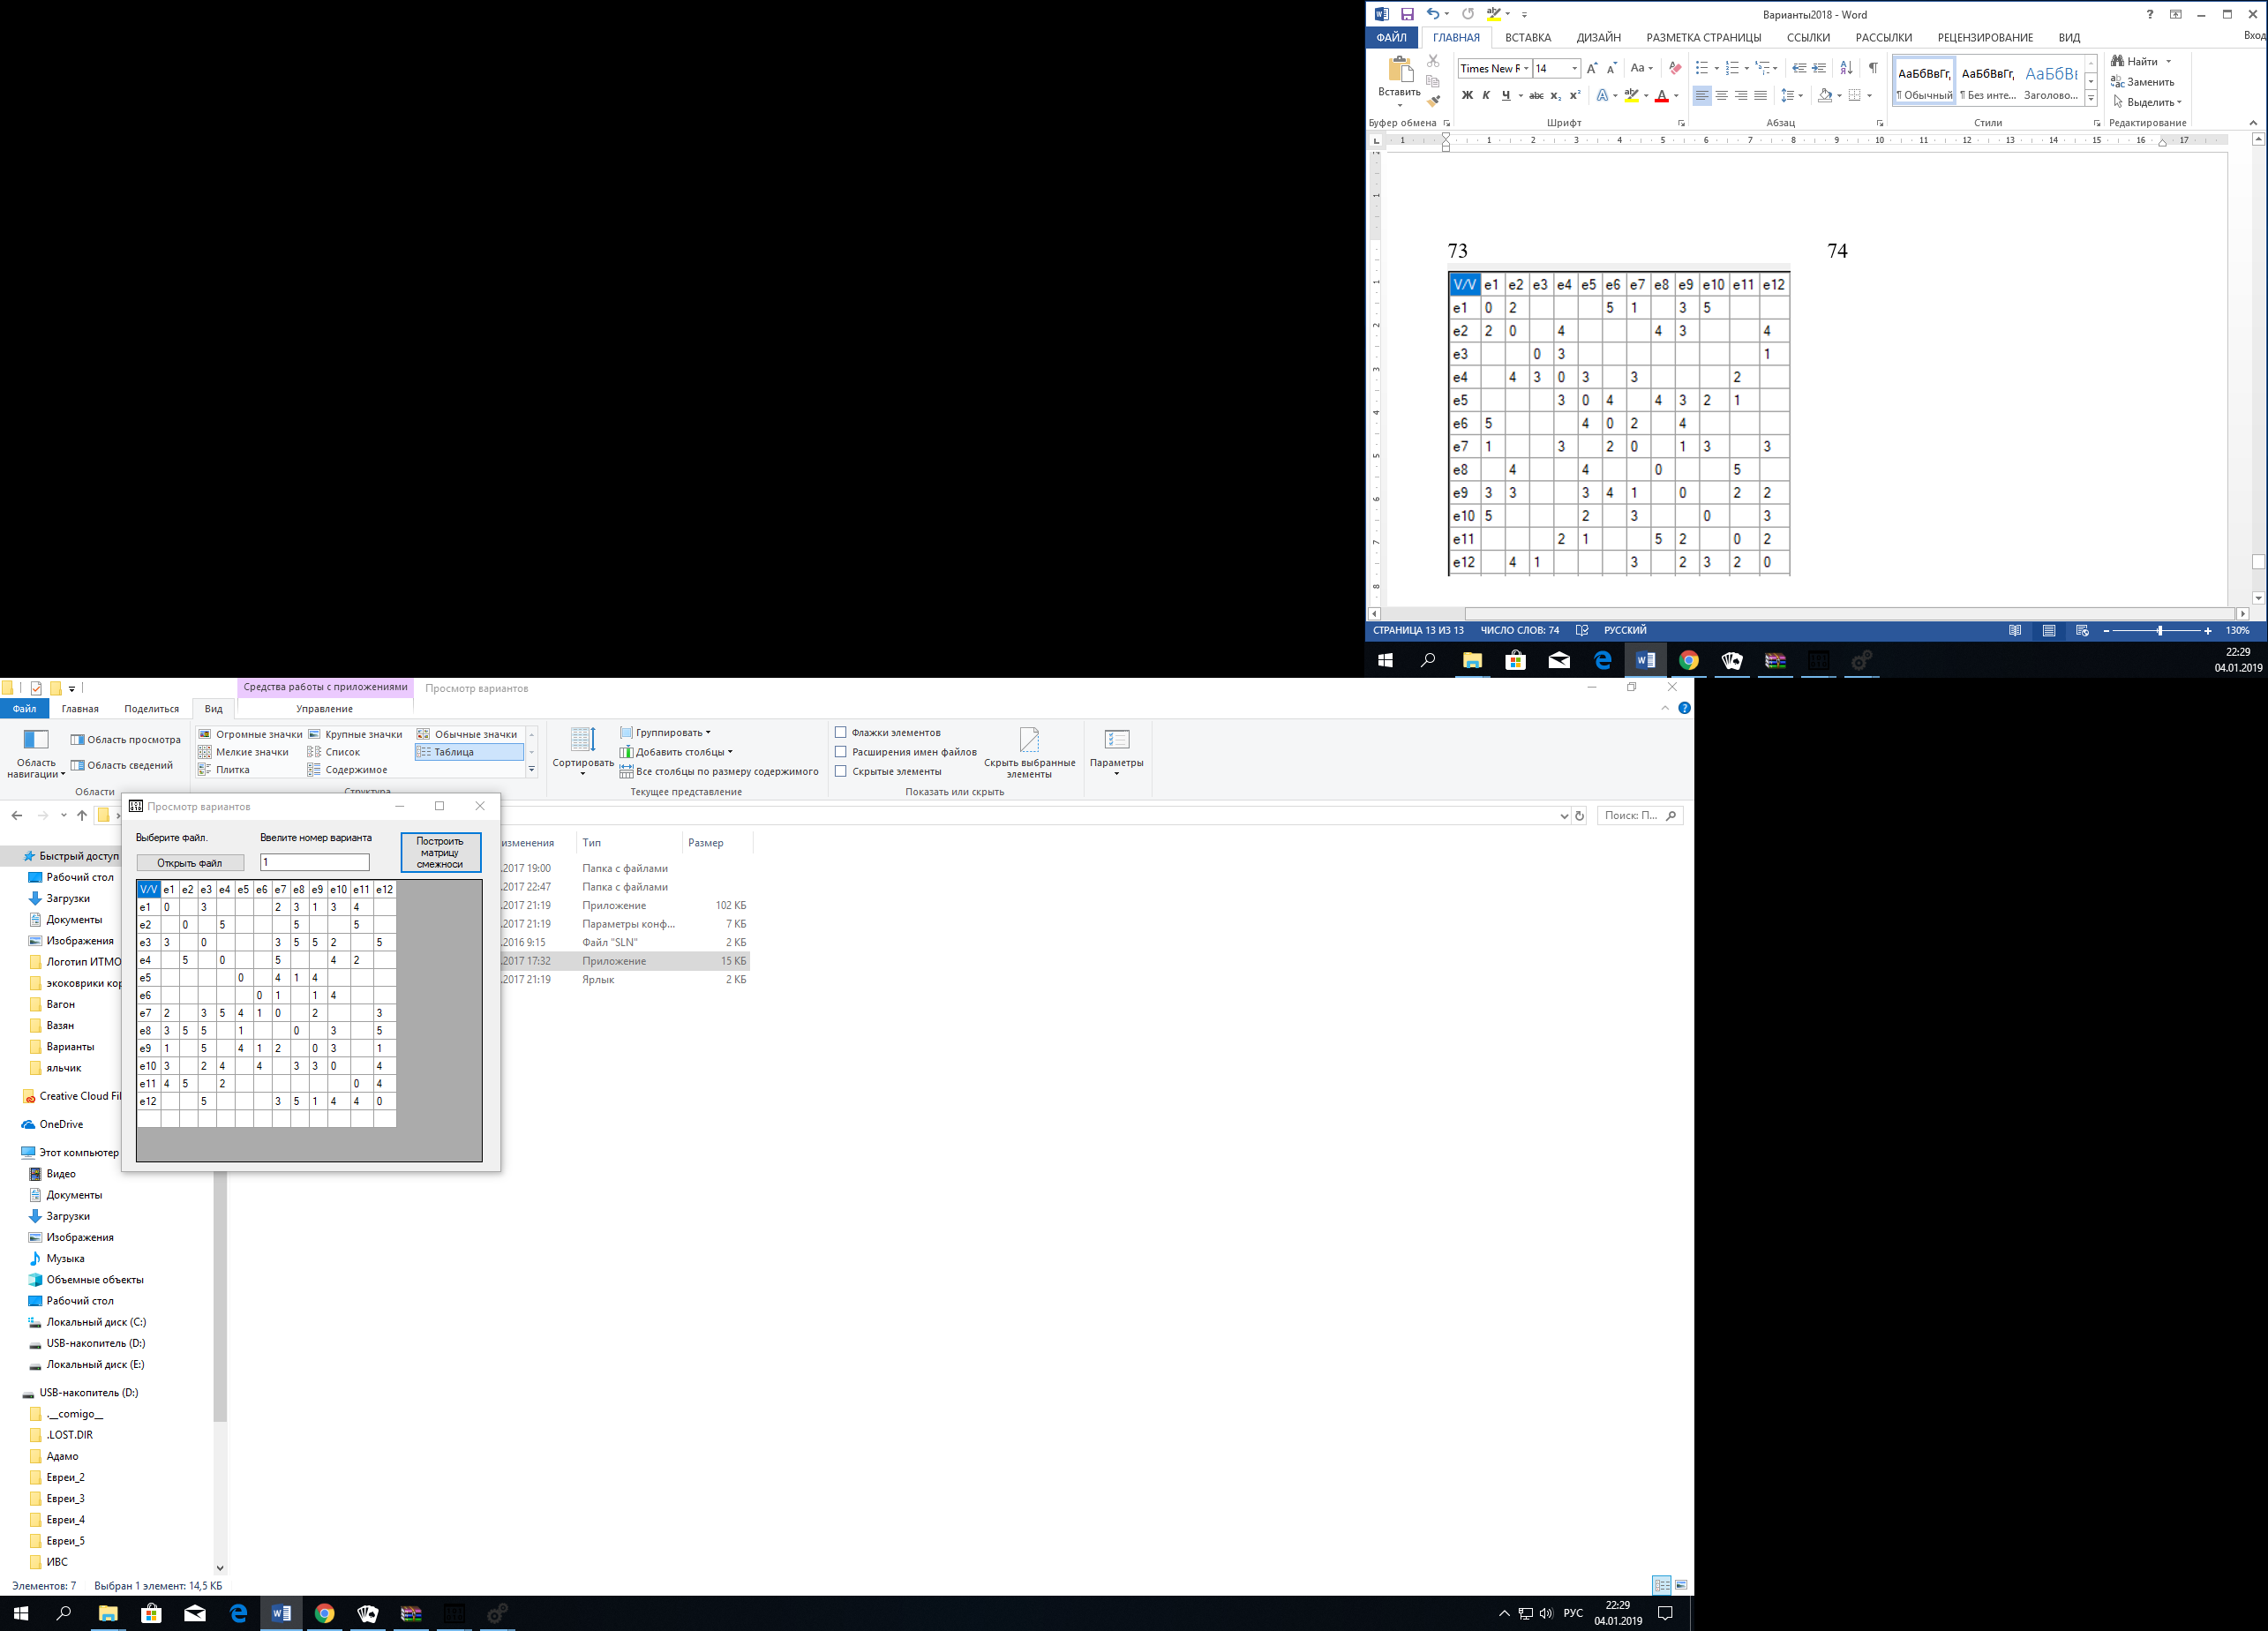 Варианты2018 - Word
ФАЙЛ ГЛАВНАЯ ВСТАВКА ДИЗАЙН РАЗМЕТКА СТРАНИЦЫ ССЫЛКИ РАССЫЛКИ РЕЦЕНЗИРОВАНИЕ ВИД Вход
Вставить
Times New F 14
Найти
Заменить
Выделить
АаБбВвГг, АаБбВвГг, АаБбВі
¶ Обычный ¶ Без инте... Заголово...
Буфер обмена Шрифт Абзац Стили Редактирование
73 74
V/V e1 e2 e3 e4 e5 e6 e7 e8 e9 e10 e11 e12
e1 0 2 5 1 3 5
e2 2 0 4 4 3 4
e3 0 3 1
e4 4 3 0 3 3 2
e5 3 0 4 4 3 2 1
e6 5 4 0 2 4
e7 1 3 2 0 1 3 3
e8 4 4 0 5
e9 3 3 3 4 1 0 2 2
e10 5 2 3 0 3
e11 2 1 5 2 0 2
e12 4 1 3 2 3 2 0
СТРАНИЦА 13 ИЗ 13 ЧИСЛО СЛОВ: 74 РУССКИЙ 130%
22:29
04.01.2019
Средства работы с приложениями Просмотр вариантов
Файл Главная Поделиться Вид Управление
Область навигации
Область просмотра
Область сведений
Области
Огромные значки Крупные значки Обычные значки
Мелкие значки Список Таблица
Плитка Содержимое
Структура
Сортировать
Группировать
Добавить столбцы
Все столбцы по размеру содержимого
Текущее представление
Флажки элементов
Расширения имен файлов
Скрытые элементы
Скрыть выбранные элементы
Показать или скрыть
Параметры
Поиск: П...
Просмотр вариантов
Выберите файл. Ввелите номер варианта
Открыть файл 1
Построить
матрицу
смежноси
V/V e1 e2 e3 e4 e5 e6 e7 e8 e9 e10 e11 e12
e1 0 3 2 3 1 3 4
e2 0 5 5 5
e3 3 0 3 5 5 2 5
e4 5 0 5 4 2
e5 0 4 1 4
e6 0 1 1 4
e7 2 3 5 4 1 0 2 3
e8 3 5 5 1 0 3 5
e9 1 5 4 1 2 0 3 1
e10 3 2 4 4 3 3 0 4
e11 4 5 2 0 4
e12 5 3 5 1 4 4 0
изменения Тип Размер
.2017 19:00 Папка с файлами
.2017 22:47 Папка с файлами
.2017 21:19 Приложение 102 КБ
.2017 21:19 Параметры конф... 7 КБ
.2016 9:15 Файл "SLN" 2 КБ
.2017 17:32 Приложение 15 КБ
.2017 21:19 Ярлык 2 КБ
Быстрый доступ
Рабочий стол
Загрузки
Документы
Изображения
Логотип ИТМО
экоковрики кор
Вагон
Вазян
Варианты
яльчик
Creative Cloud Fil
OneDrive
Этот компьютер
Видео
Документы
Загрузки
Изображения
Музыка
Объемные объекты
Рабочий стол
Локальный диск (C:)
USB-накопитель (D:)
Локальный диск (E:)
USB-накопитель (D:)
.__comigo__
.LOST.DIR
Адамо
Евреи_2
Евреи_3
Евреи_4
Евреи_5
ИВС
Элементов: 7 Выбран 1 элемент: 14,5 КБ
РУС
22:29
04.01.2019